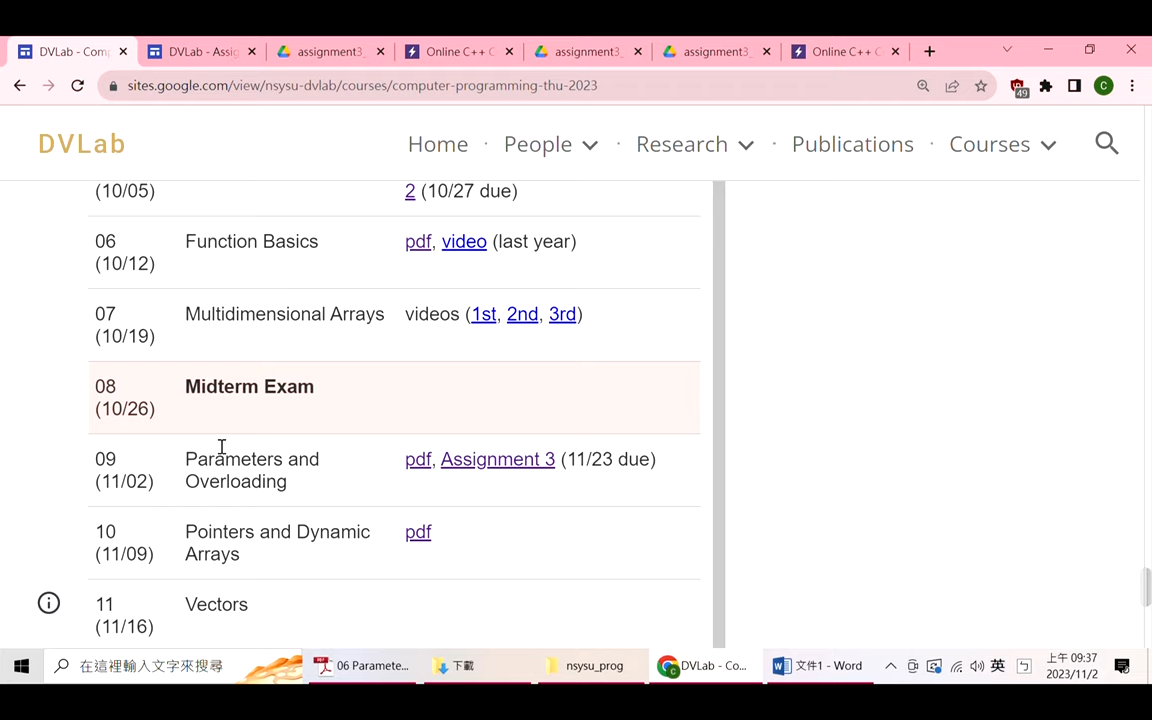 DVLab - Comp
DVLab - Assig
assignment3_
Online C++ C
assignment3_
assignment3_
Online C++ C
sites.google.com/view/nsysu-dvlab/courses/computer-programming-thu-2023
49
C
DVLab
Home · People · Research · Publications · Courses
(10/05)
2 (10/27 due)
06
(10/12)
Function Basics
pdf, video (last year)
07
(10/19)
Multidimensional Arrays
videos (1st, 2nd, 3rd)
08
(10/26)
Midterm Exam
09
(11/02)
Parameters and
Overloading
pdf, Assignment 3 (11/23 due)
10
(11/09)
Pointers and Dynamic
Arrays
pdf
11
(11/16)
Vectors
在這裡輸入文字來搜尋
06 Paramete...
下載
nsysu_prog
DVLab - Co...
文件1 - Word
英
上午 09:37
2023/11/2